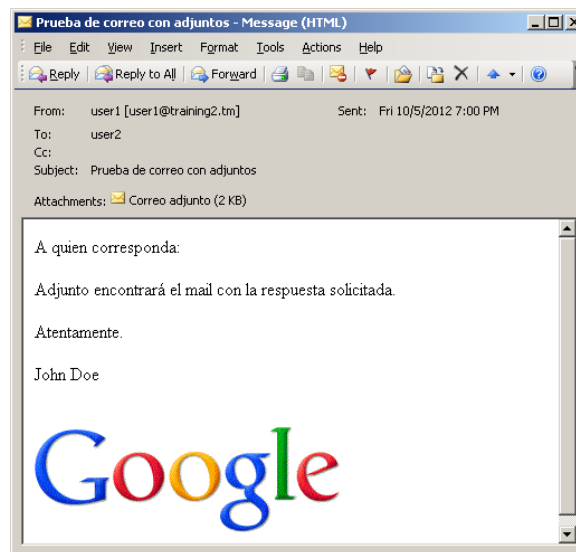 Prueba de correo con adjuntos - Message (HTML)
File Edit View Insert Format Tools Actions Help
Reply Reply to All Forward
From: user1 [user1@training2.tm] Sent: Fri 10/5/2012 7:00 PM
To: user2
Cc:
Subject: Prueba de correo con adjuntos
Attachments: Correo adjunto (2 KB)
A quien corresponda:
Adjunto encontrará el mail con la respuesta solicitada.
Atentamente.
John Doe
Google